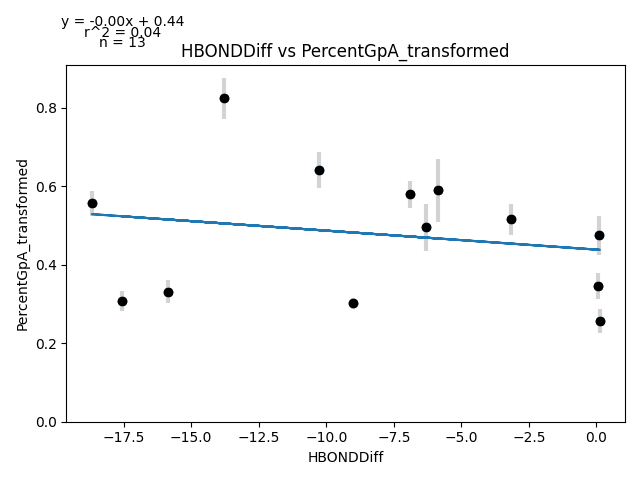 y = -0.00x + 0.44
r^2 = 0.04
n = 13
HBONDDiff vs PercentGpA_transformed
PercentGpA_transformed
0.8
0.6
0.4
0.2
0.0
−17.5 −15.0 −12.5 −10.0 −7.5 −5.0 −2.5 0.0
HBONDDiff